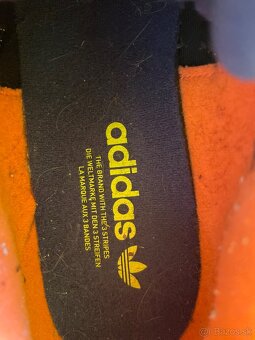 adidas
THE BRAND WITH THE 3 STRIPES
DIE WELTMARKE MIT DEN 3 STREIFEN
LA MARQUE AUX 3 BANDES